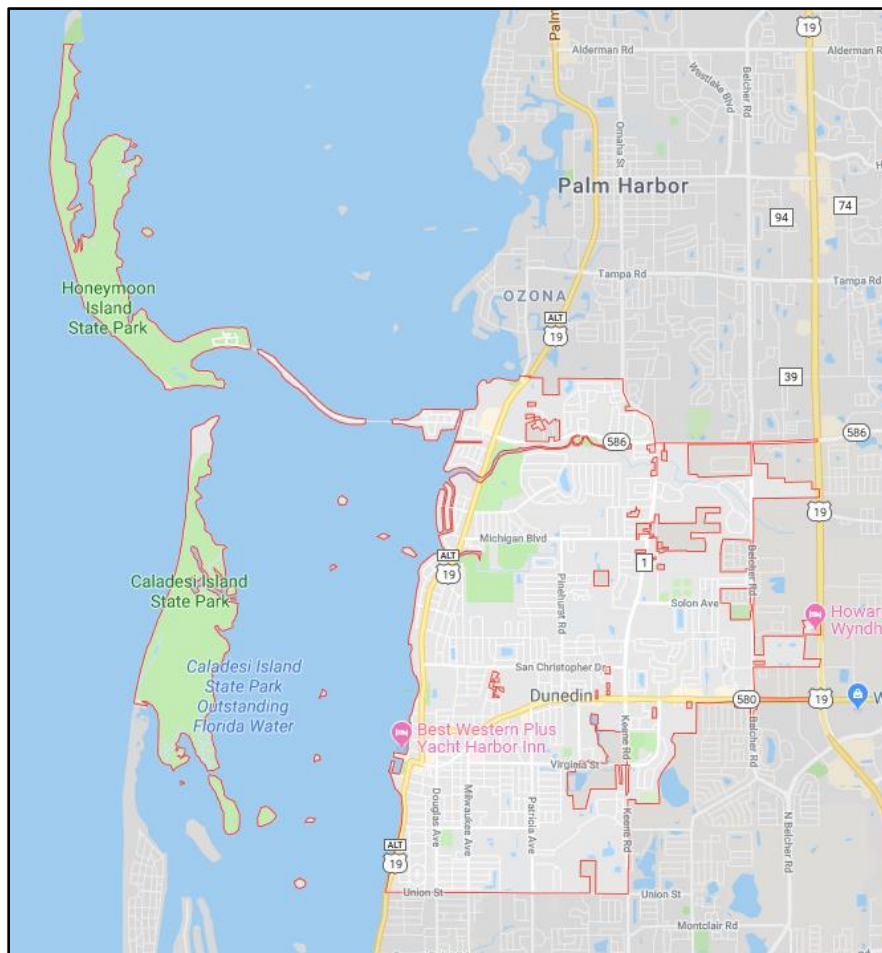 Palm
19
Alderman Rd
Alderman R
Westlake Blvd
Belcher Rd
Omaha St
Palm Harbor
94
74
Tampa Rd
Tampa Rd
Honeymoon
Island
State Park
OZONA
ALT
19
39
586
586
19
Michigan Blvd
ALT
19
1
Belcher Rd
Pinehurst Rd
Caladesi Island
State Park
Solon Ave
Howar
Wyndh
Caladesi Island
State Park
Outstanding
Florida Water
San Christopher Dr
Dunedin
580
19
W
Best Western Plus
Yacht Harbor Inn
Keene Rd
Belcher Rd
Virginia St
Douglas Ave
Milwaukee Ave
Patricia Ave
Keene Rd
N Belcher Rd
ALT
19
Union St
Union St
Montclair Rd